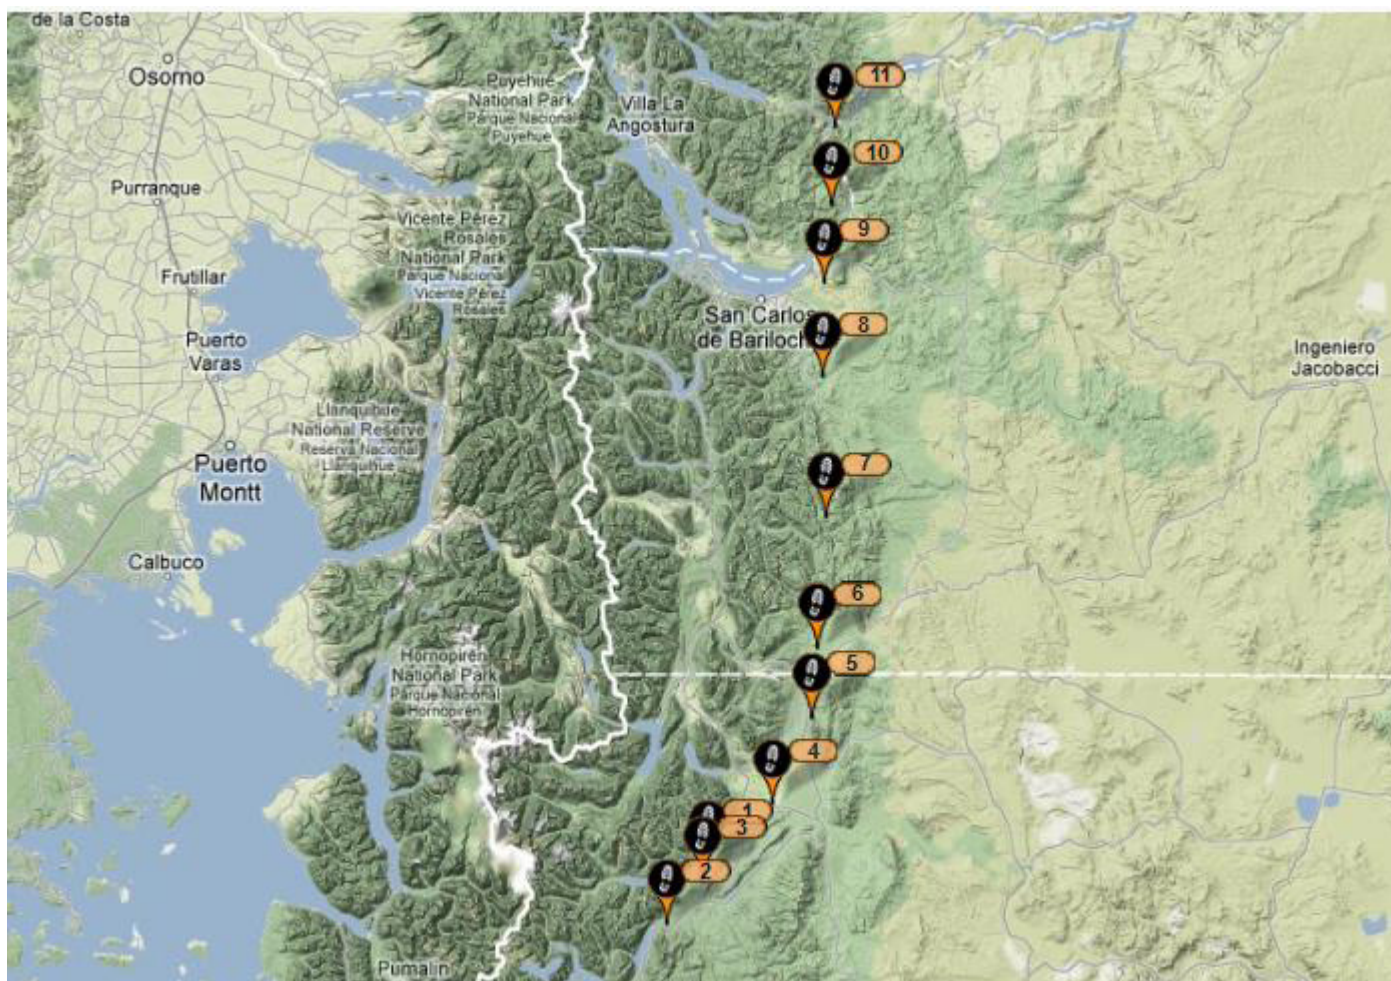 de la Costa
Osorno
Puyehue
National Park
Parque Nacional
Puyehue
Villa La
Angostura
11
10
Purranque
Vicente Pérez
Rosales
National Park
Parque Nacional
Vicente Pérez
Rosales
9
Frutillar
San Carlos
de Bariloch
8
Puerto
Varas
Ingeniero
Jacobacci
Llanquihue
National Reserve
Reserva Nacional
Llanquihue
Puerto
Montt
7
Calbuco
6
Hornopirén
National Park
Parque Nacional
Hornopirén
5
4
1
3
2
Pumalin